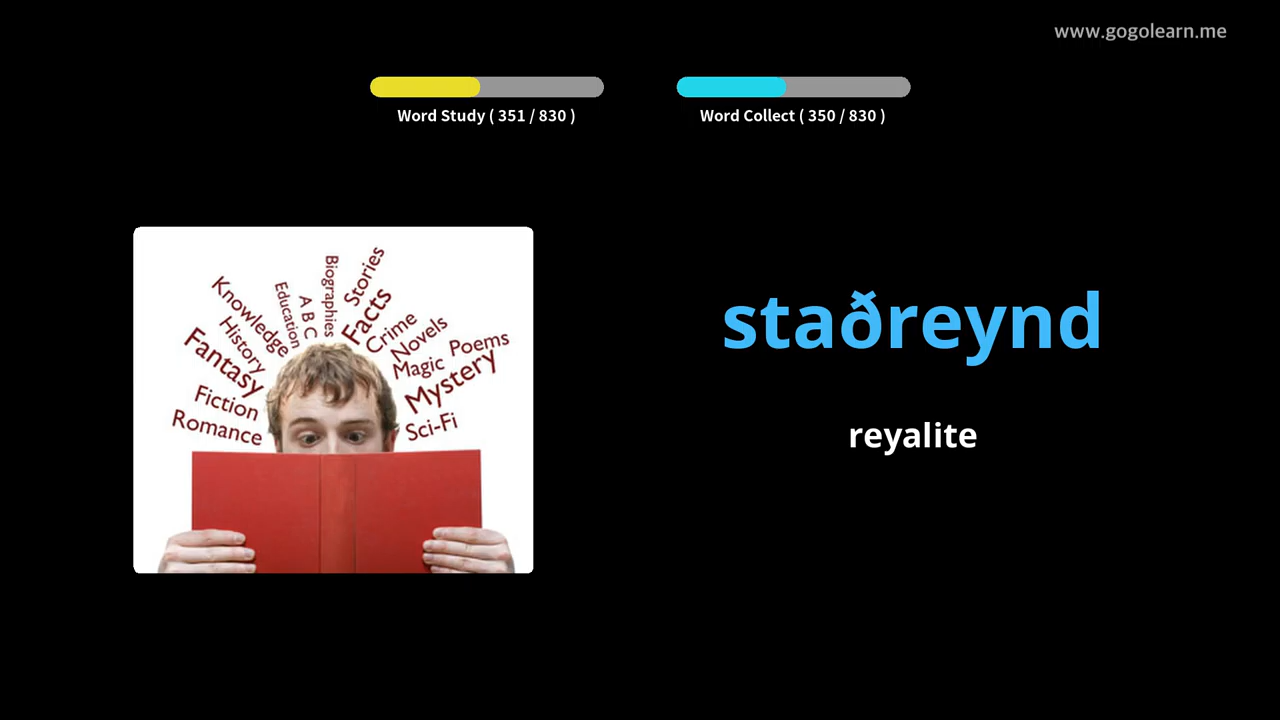 www.gogolearn.me
Word Study ( 351 / 830 )
Word Collect ( 350 / 830 )
Knowledge
Education
A B C
Biographies
Stories
Facts
Crime
Novels
Poems
Magic
Mystery
Sci-Fi
History
Fantasy
Fiction
Romance
staðreynd
reyalite